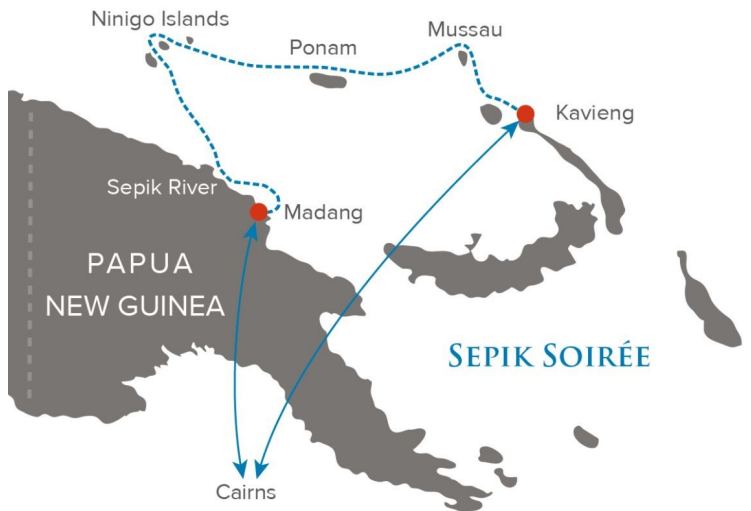 Ninigo Islands
Ponam
Mussau
Kavieng
Sepik River
Madang
PAPUA
NEW GUINEA
SEPIK SOIRÉE
Cairns